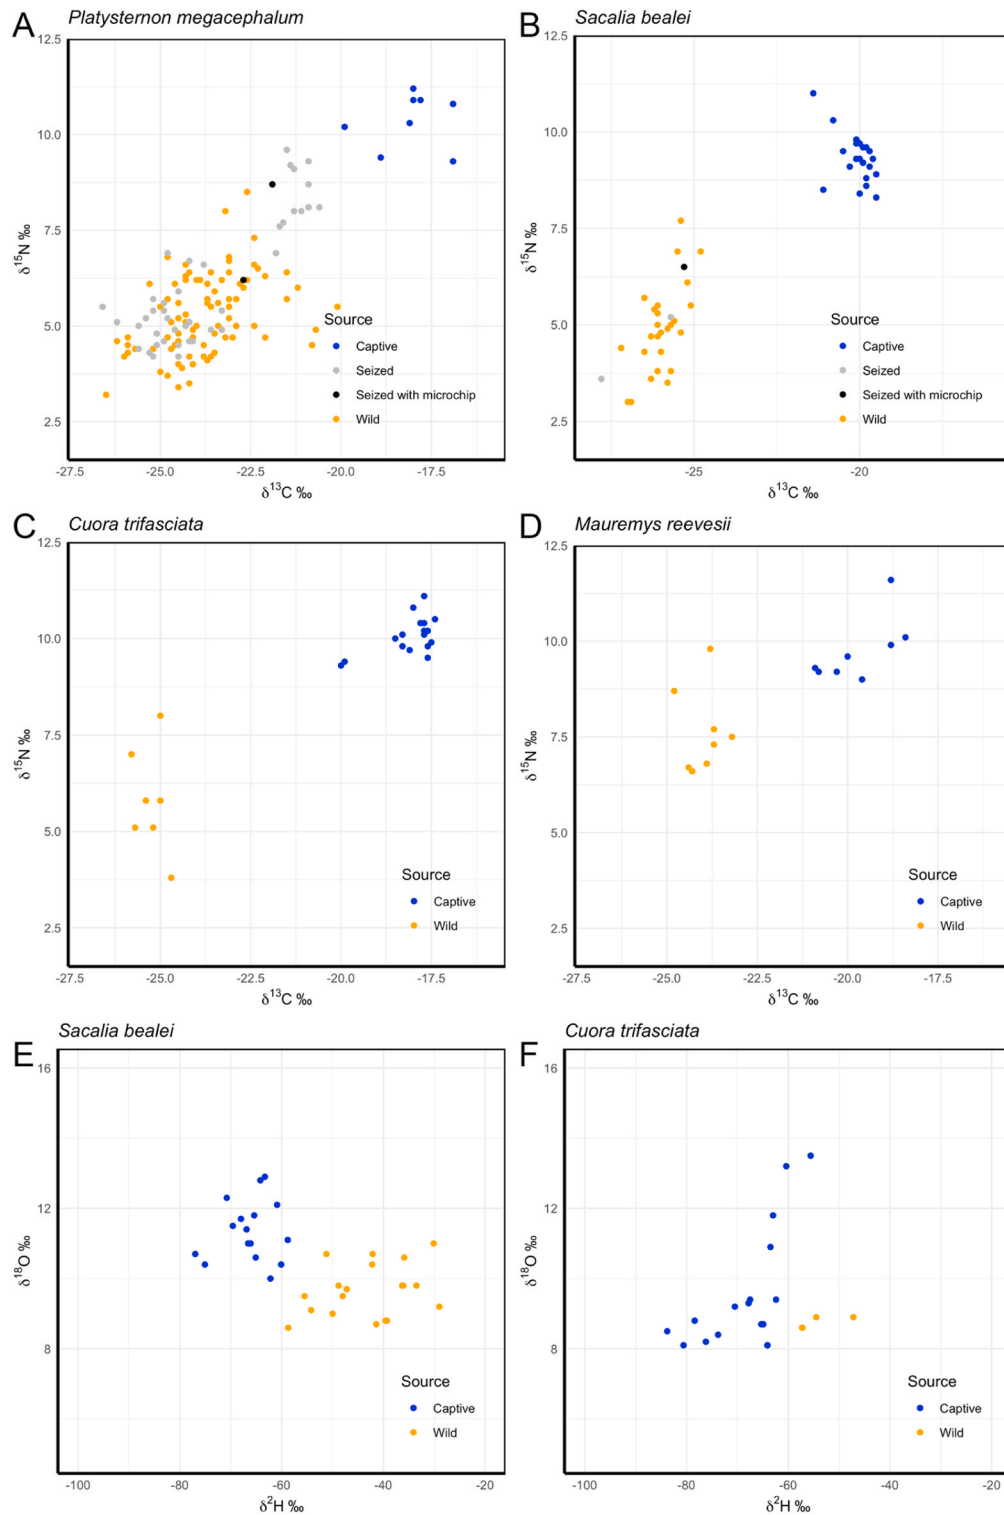 A Platysternon megacephalum
12.5
10.0
7.5
5.0
2.5
δ15N ‰
Source
Captive
Seized
Seized with microchip
Wild
-27.5 -25.0 -22.5 -20.0 -17.5
δ13C ‰
B Sacalia bealei
12.5
10.0
7.5
5.0
2.5
δ15N ‰
Source
Captive
Seized
Seized with microchip
Wild
-25 -20
δ13C ‰
C Cuora trifasciata
12.5
10.0
7.5
5.0
2.5
δ15N ‰
Source
Captive
Wild
-27.5 -25.0 -22.5 -20.0 -17.5
δ13C ‰
D Mauremys reevesii
12.5
10.0
7.5
5.0
2.5
δ15N ‰
Source
Captive
Wild
-27.5 -25.0 -22.5 -20.0 -17.5
δ13C ‰
E Sacalia bealei
16
12
8
δ18O ‰
Source
Captive
Wild
-100 -80 -60 -40 -20
δ2H ‰
F Cuora trifasciata
16
12
8
δ18O ‰
Source
Captive
Wild
-100 -80 -60 -40 -20
δ2H ‰